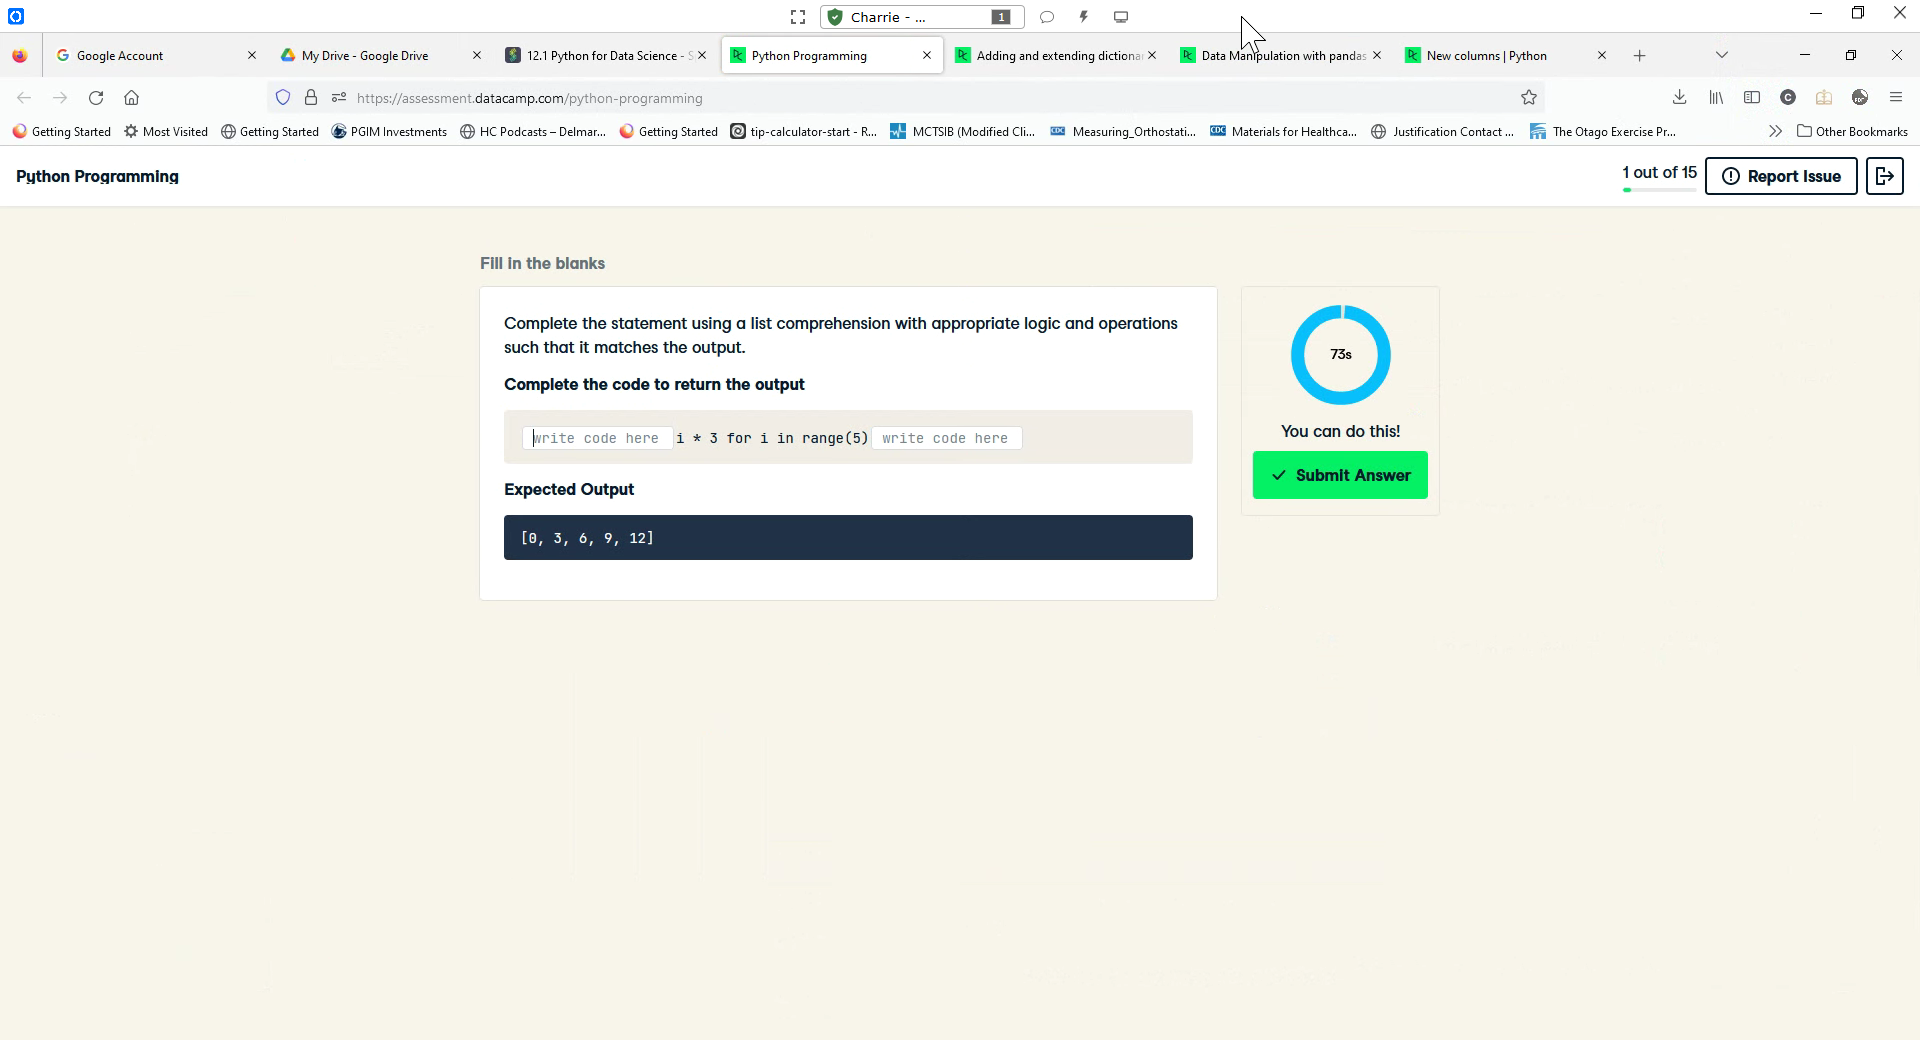 Charrie - ...
1
Google Account
My Drive - Google Drive
12.1 Python for Data Science - S
Python Programming
Adding and extending dictionar
Data Manipulation with pandas
New columns | Python
https://assessment.datacamp.com/python-programming
C
Getting Started
Most Visited
Getting Started
PGIM Investments
HC Podcasts – Delmar...
Getting Started
tip-calculator-start - R...
MCTSIB (Modified Cli...
CDC
Measuring_Orthostati...
CDC
Materials for Healthca...
Justification Contact ...
The Otago Exercise Pr...
Other Bookmarks
Python Programming
1 out of 15
Report Issue
Fill in the blanks
Complete the statement using a list comprehension with appropriate logic and operations
such that it matches the output.
73s
Complete the code to return the output
You can do this!
write code here i * 3 for i in range(5) write code here
Submit Answer
Expected Output
[0, 3, 6, 9, 12]